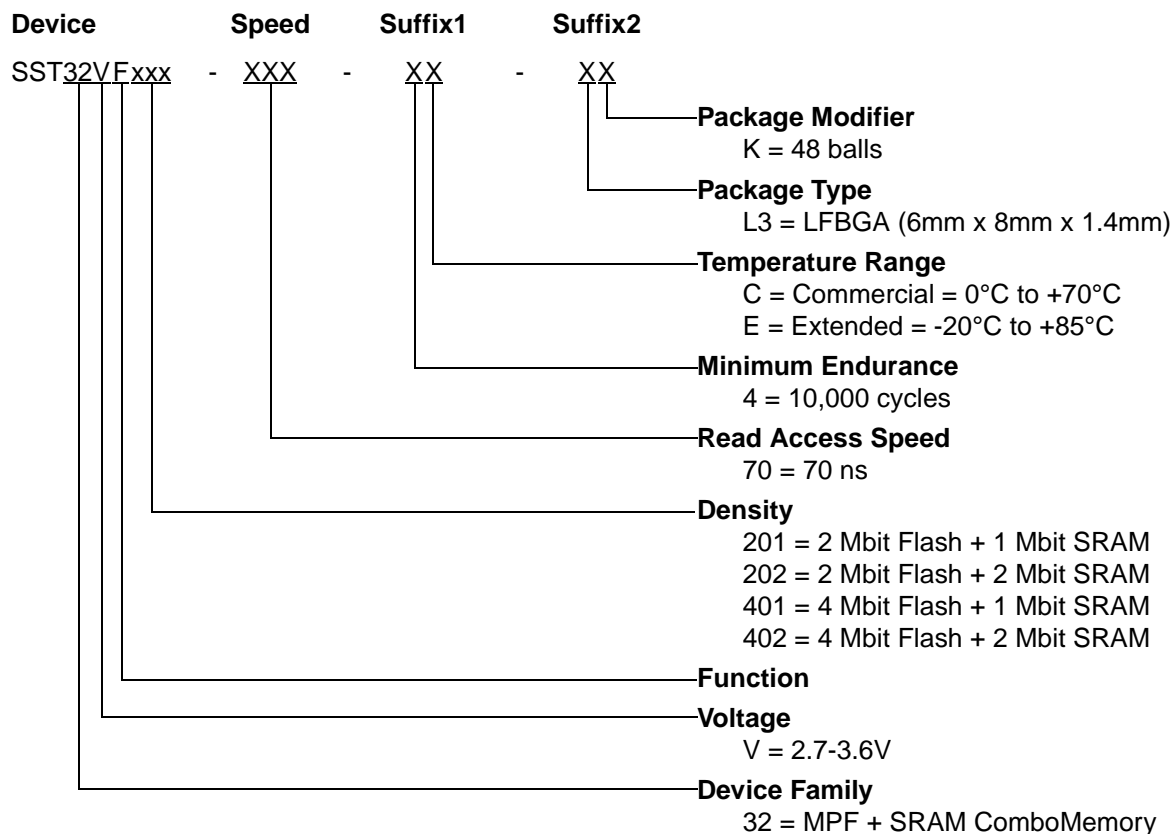 Device Speed Suffix1 Suffix2
SST32VFxxx - XXX - XX - XX
Package Modifier
K = 48 balls
Package Type
L3 = LFBGA (6mm x 8mm x 1.4mm)
Temperature Range
C = Commercial = 0°C to +70°C
E = Extended = -20°C to +85°C
Minimum Endurance
4 = 10,000 cycles
Read Access Speed
70 = 70 ns
Density
201 = 2 Mbit Flash + 1 Mbit SRAM
202 = 2 Mbit Flash + 2 Mbit SRAM
401 = 4 Mbit Flash + 1 Mbit SRAM
402 = 4 Mbit Flash + 2 Mbit SRAM
Function
Voltage
V = 2.7-3.6V
Device Family
32 = MPF + SRAM ComboMemory